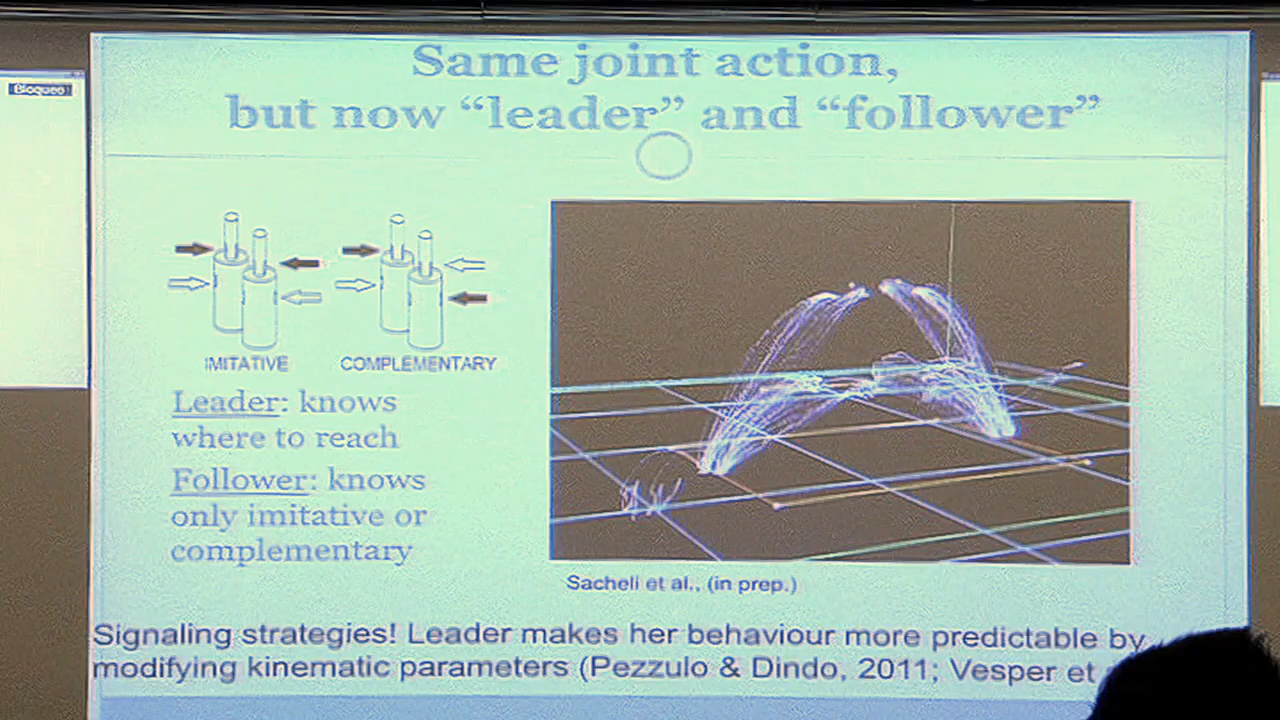 Bloqueo
Same joint action,
but now “leader” and “follower”
IMITATIVE
COMPLEMENTARY
Leader: knows
where to reach
Follower: knows
only imitative or
complementary
Sacheli et al., (in prep.)
Signaling strategies! Leader makes her behaviour more predictable by
modifying kinematic parameters (Pezzulo & Dindo, 2011; Vesper et